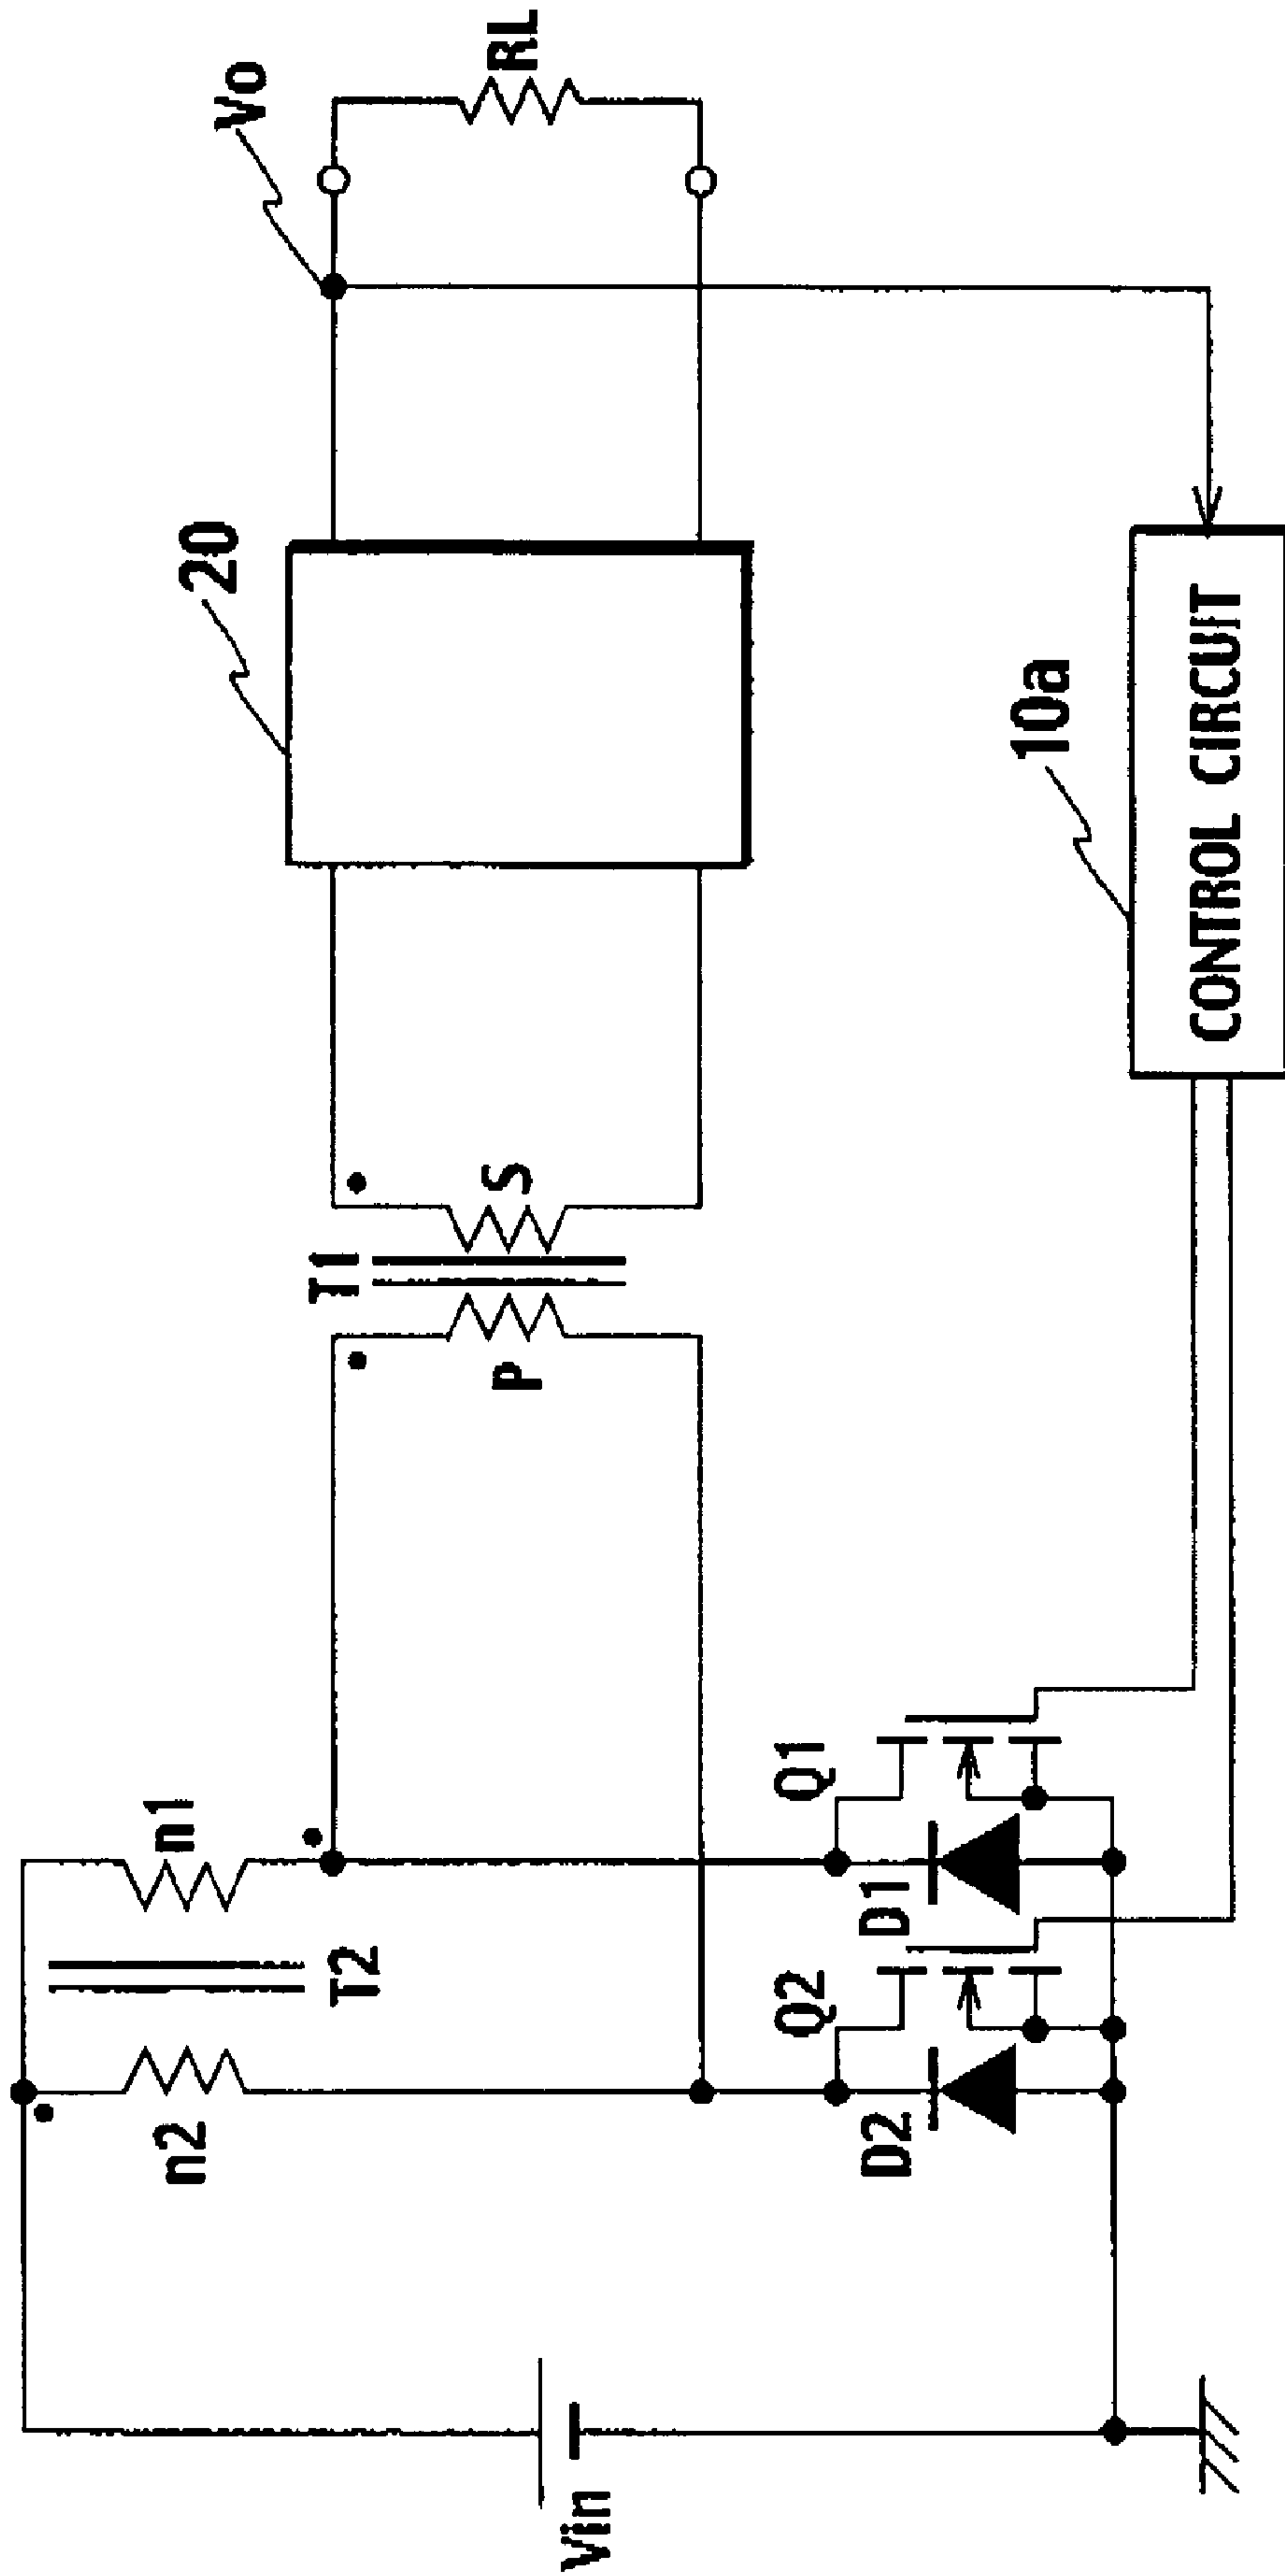 Vo
RL
20
T1
S
P
n1
n2
T2
Q1
D1
Q2
D2
Vin
10a
CONTROL CIRCUIT